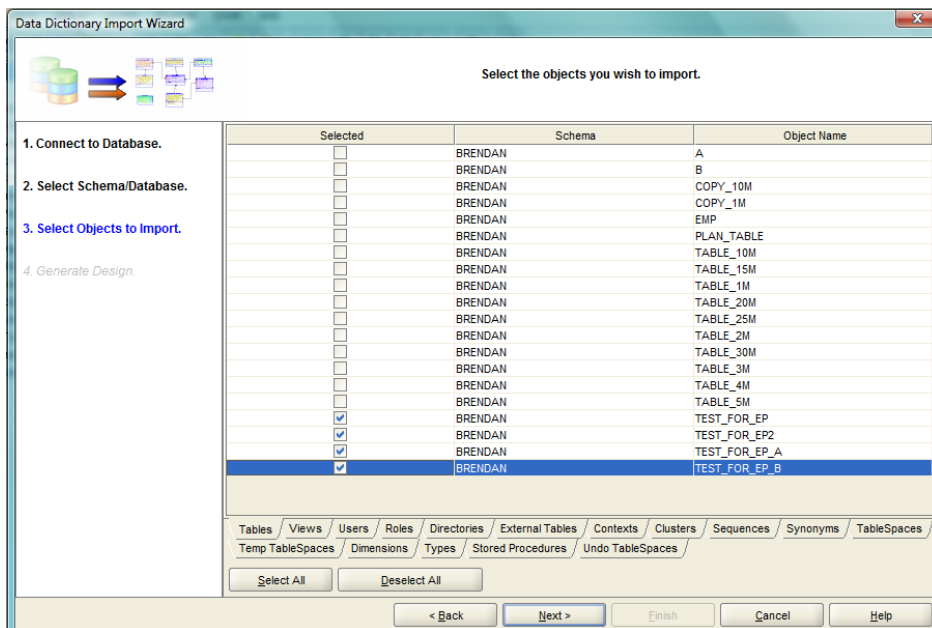 Data Dictionary Import Wizard
Select the objects you wish to import.
1. Connect to Database.
2. Select Schema/Database.
3. Select Objects to Import.
4. Generate Design.
Selected Schema Object Name
BRENDAN A
BRENDAN B
BRENDAN COPY_10M
BRENDAN COPY_1M
BRENDAN EMP
BRENDAN PLAN_TABLE
BRENDAN TABLE_10M
BRENDAN TABLE_15M
BRENDAN TABLE_1M
BRENDAN TABLE_20M
BRENDAN TABLE_25M
BRENDAN TABLE_2M
BRENDAN TABLE_30M
BRENDAN TABLE_3M
BRENDAN TABLE_4M
BRENDAN TABLE_5M
BRENDAN TEST_FOR_EP
BRENDAN TEST_FOR_EP2
BRENDAN TEST_FOR_EP_A
BRENDAN TEST_FOR_EP_B
Tables Views Users Roles Directories External Tables Contexts Clusters Sequences Synonyms TableSpaces
Temp TableSpaces Dimensions Types Stored Procedures Undo TableSpaces
Select All Deselect All
< Back Next > Finish Cancel Help